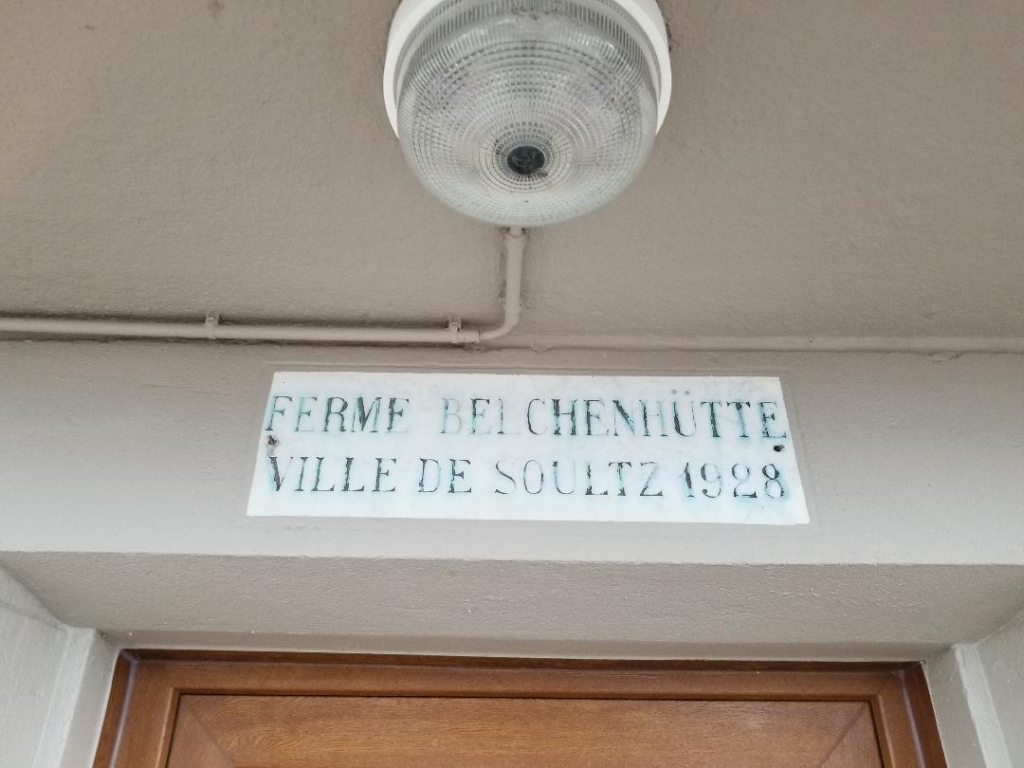 FERME BELCHENHÜTTE
VILLE DE SOULTZ 1928